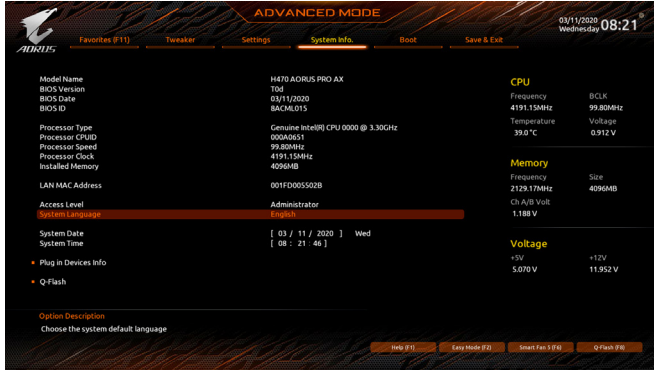 ADVANCED MODE
03/11/2020 Wednesday 08:21
AORUS
Favorites (F11) Tweaker Settings System Info. Boot Save & Exit
Model Name H470 AORUS PRO AX
BIOS Version T0d
BIOS Date 03/11/2020
BIOS ID 8ACML015
Processor Type Genuine Intel(R) CPU 0000 @ 3.30GHz
Processor CPUID 000A0651
Processor Speed 99.80MHz
Processor Clock 4191.15MHz
Installed Memory 4096MB
LAN MAC Address 001FD005502B
Access Level Administrator
System Language English
System Date [ 03 / 11 / 2020 ] Wed
System Time [ 08 : 21 : 46 ]
Plug in Devices Info
Q-Flash
CPU
Frequency BCLK
4191.15MHz 99.80MHz
Temperature Voltage
39.0 °C 0.912 V
Memory
Frequency Size
2129.17MHz 4096MB
Ch A/B Volt
1.188 V
Voltage
+5V +12V
5.070 V 11.952 V
Option Description
Choose the system default language
Help (F1) Easy Mode (F2) Smart Fan 5 (F6) Q-Flash (F8)